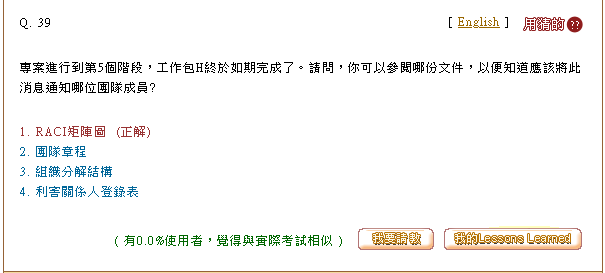 Q. 39 [ English ] 用猜的 ??
專案進行到第5個階段，工作包H終於如期完成了。請問，你可以參閱哪份文件，以便知道應該將此
消息通知哪位團隊成員?
1. RACI矩陣圖 (正解)
2. 團隊章程
3. 組織分解結構
4. 利害關係人登錄表
( 有0.0%使用者，覺得與實際考試相似 ) 我要請教 我的Lessons Learned